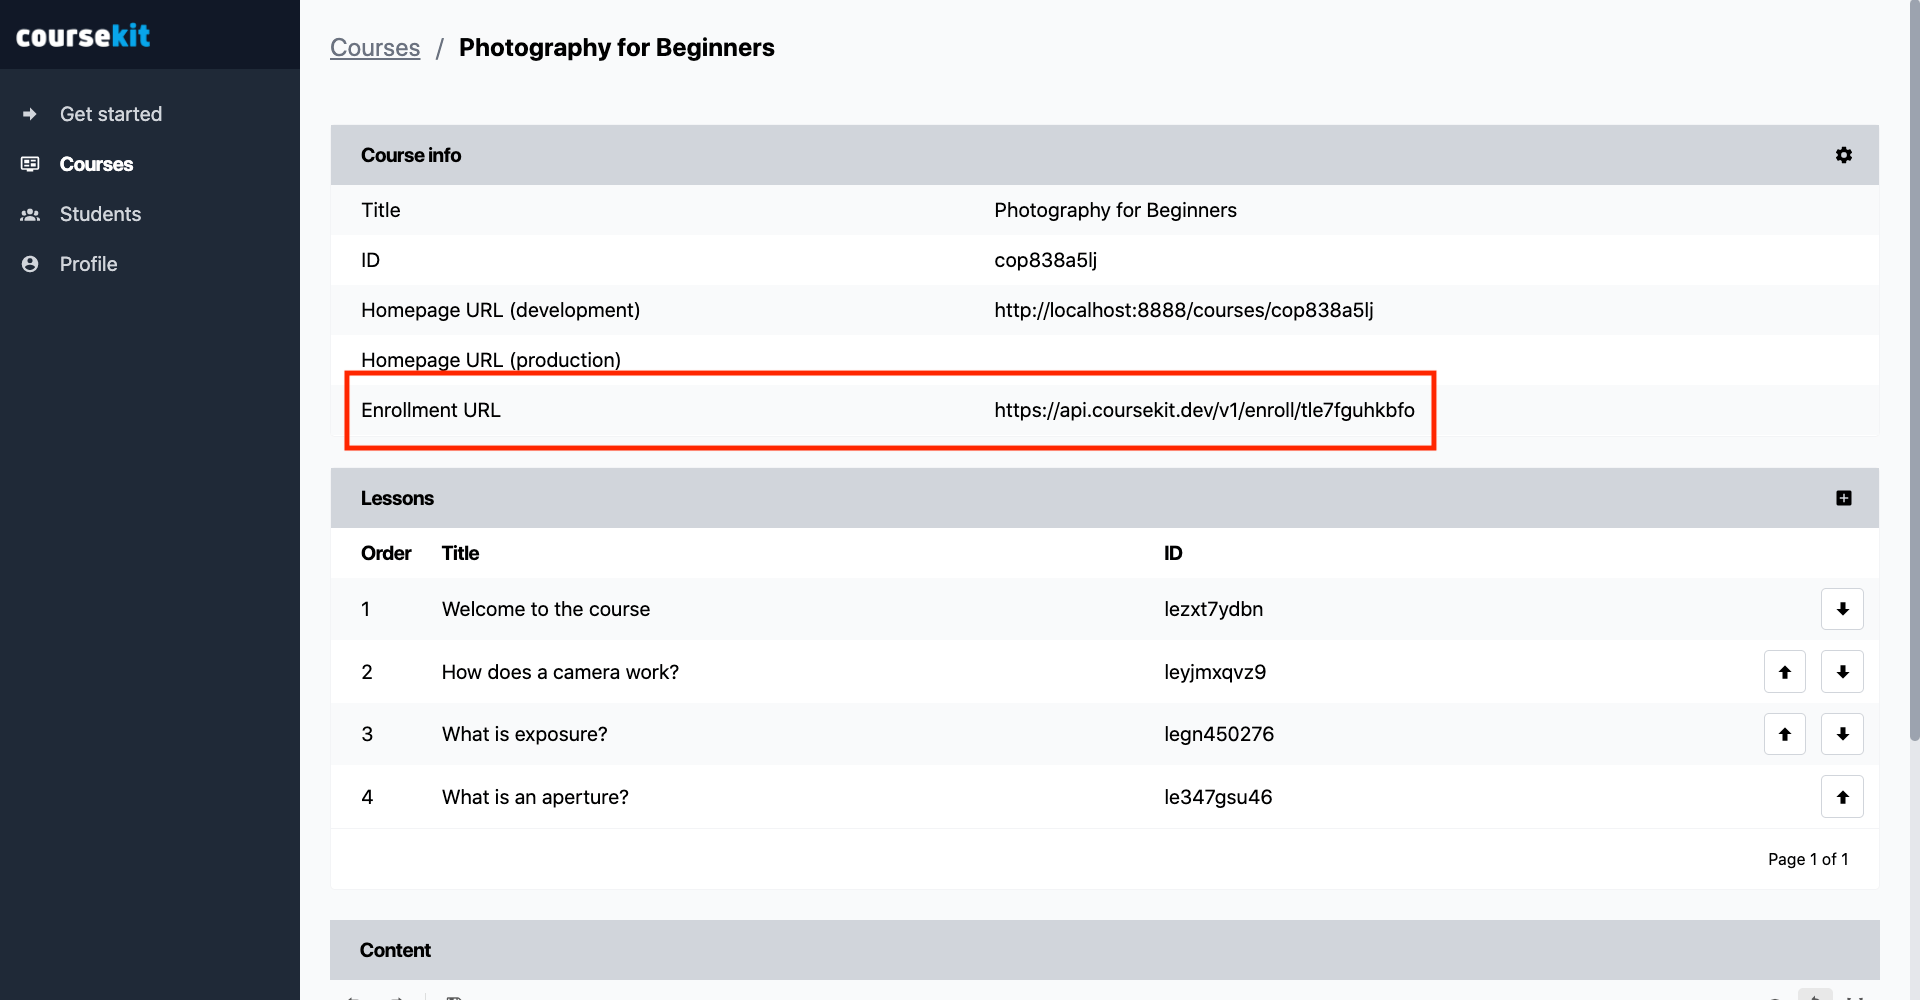 coursekit
Get started
Courses
Students
Profile
Courses / Photography for Beginners
Course info
Title Photography for Beginners
ID cop838a5lj
Homepage URL (development) http://localhost:8888/courses/cop838a5lj
Homepage URL (production)
Enrollment URL https://api.coursekit.dev/v1/enroll/tle7fguhkbfo
Lessons
Order Title ID
1 Welcome to the course lezxt7ydbn
2 How does a camera work? leyjmxqvz9
3 What is exposure? legn450276
4 What is an aperture? le347gsu46
Page 1 of 1
Content